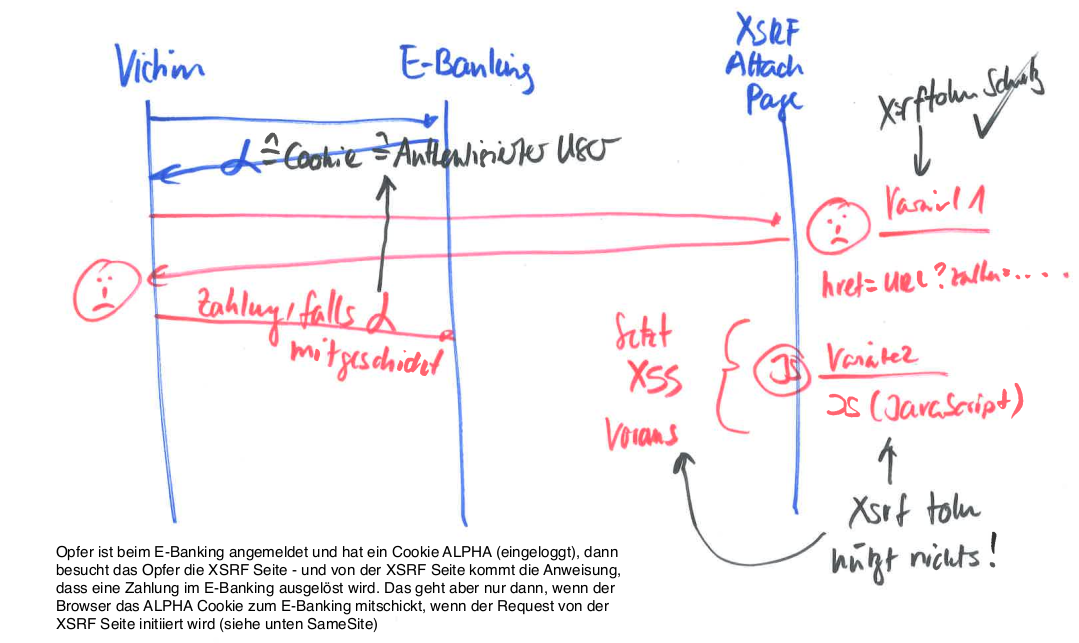 Victim
E-Banking
XSRF
Attack
Page
Xsrf token Schutz
α ≙ Cookie ≙ Authentisierter User
Variante 1
href=URL?zahlen=.....
Zahlung, falls α
mitgeschickt
Setzt
XSS
Voraus
JS
Variante 2
JS (JavaScript)
Xsrf token
nützt nichts!
Opfer ist beim E-Banking angemeldet und hat ein Cookie ALPHA (eingeloggt), dann
besucht das Opfer die XSRF Seite - und von der XSRF Seite kommt die Anweisung,
dass eine Zahlung im E-Banking ausgelöst wird. Das geht aber nur dann, wenn der
Browser das ALPHA Cookie zum E-Banking mitschickt, wenn der Request von der
XSRF Seite initiiert wird (siehe unten SameSite)